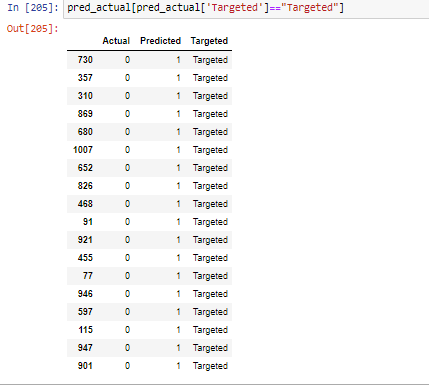 In [205]: pred_actual[pred_actual['Targeted']=="Targeted"]
Out[205]:
Actual Predicted Targeted
730 0 1 Targeted
357 0 1 Targeted
310 0 1 Targeted
869 0 1 Targeted
680 0 1 Targeted
1007 0 1 Targeted
652 0 1 Targeted
826 0 1 Targeted
468 0 1 Targeted
91 0 1 Targeted
921 0 1 Targeted
455 0 1 Targeted
77 0 1 Targeted
946 0 1 Targeted
597 0 1 Targeted
115 0 1 Targeted
947 0 1 Targeted
901 0 1 Targeted